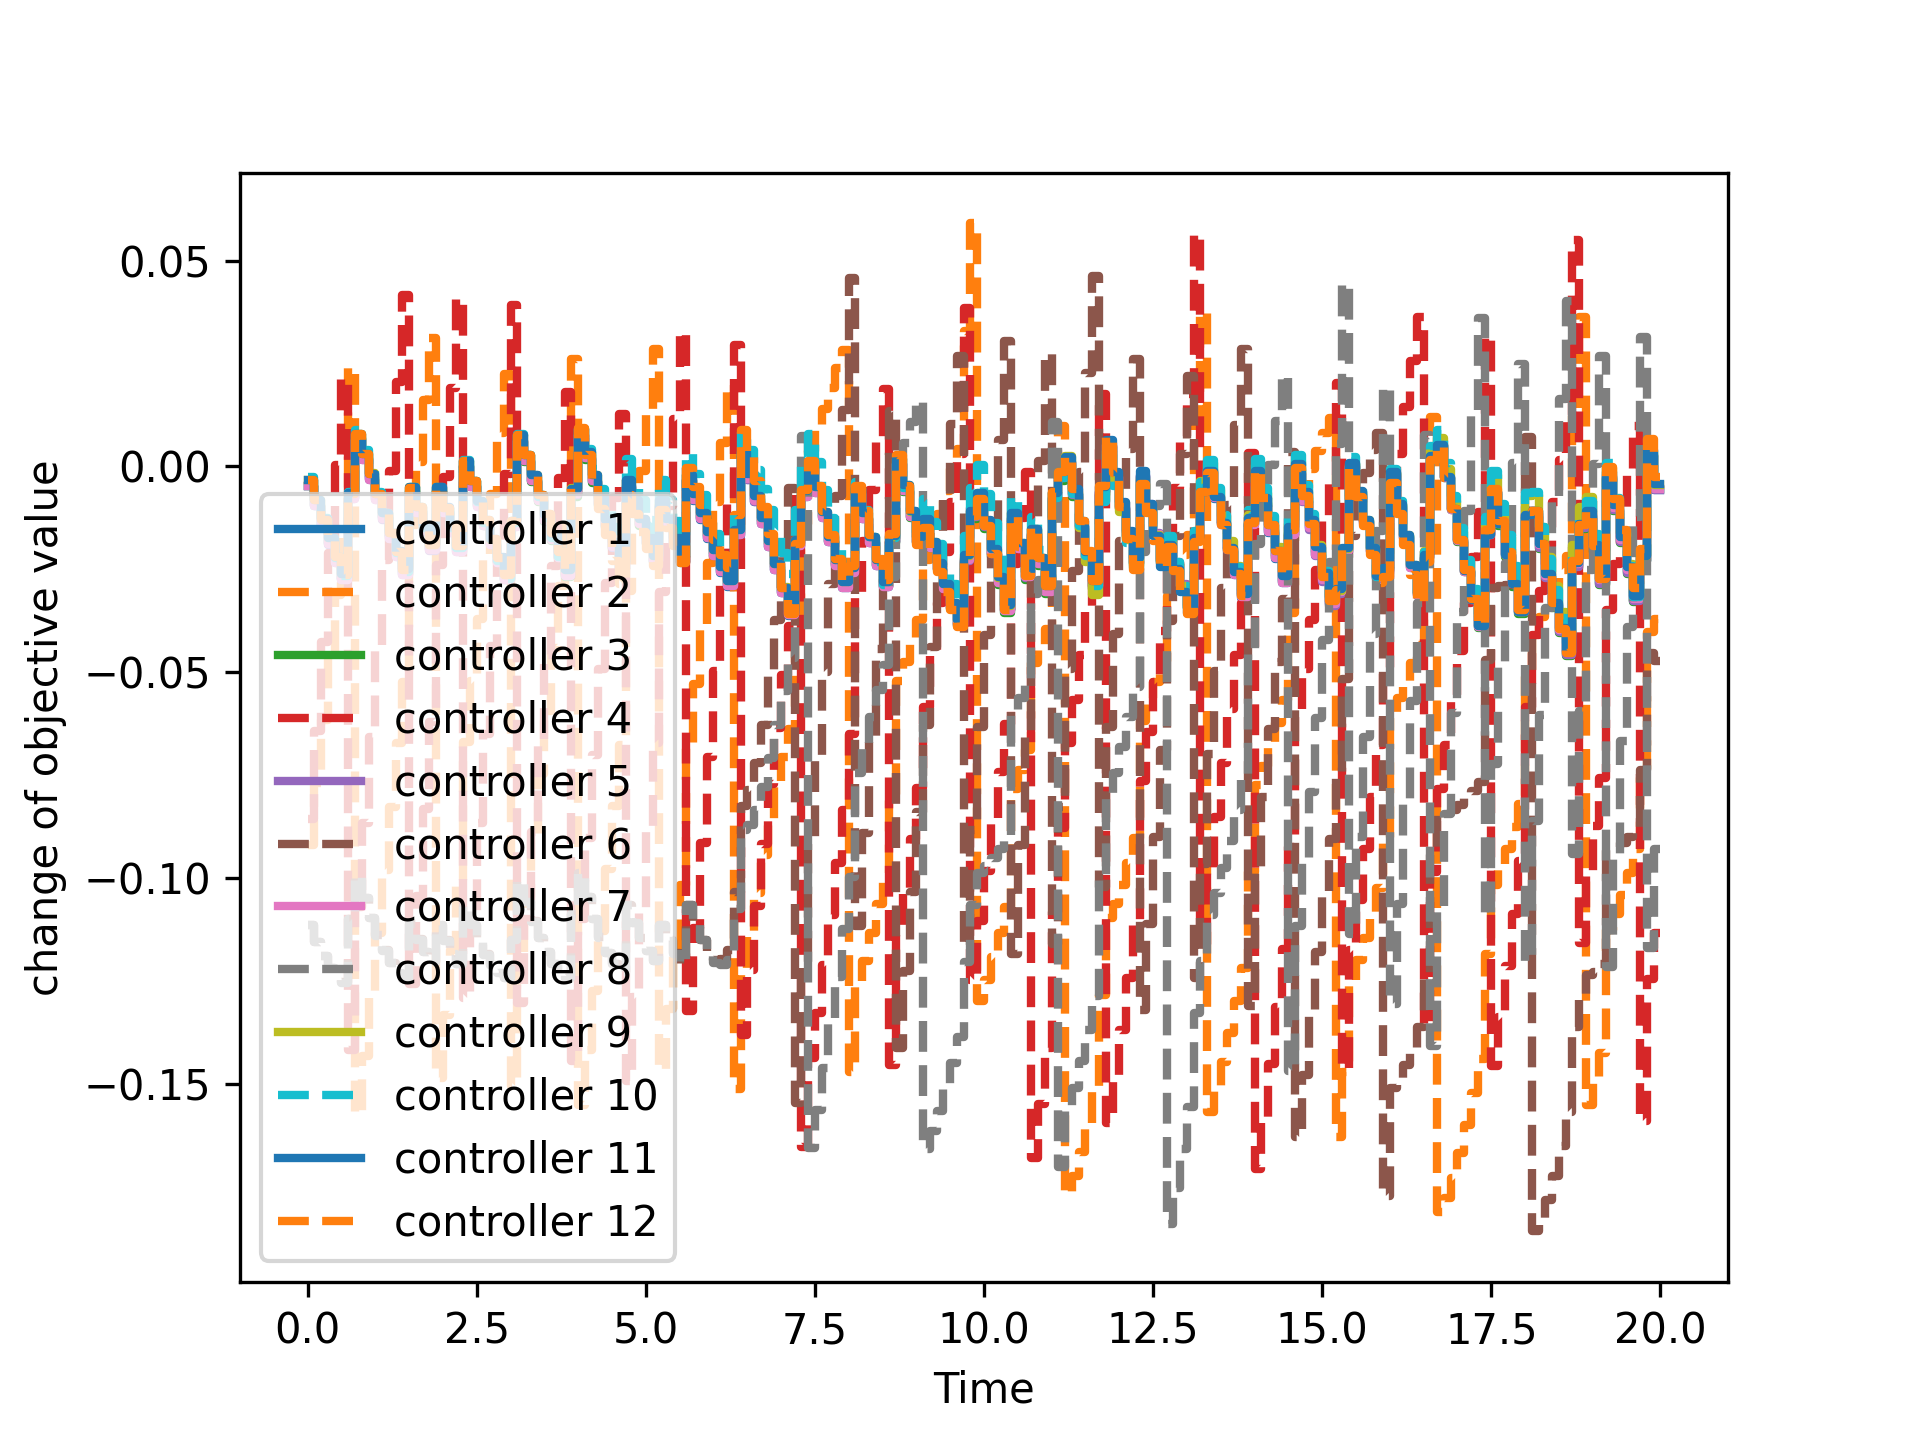 change of objective value
0.05
0.00
−0.05
−0.10
−0.15
controller 1
controller 2
controller 3
controller 4
controller 5
controller 6
controller 7
controller 8
controller 9
controller 10
controller 11
controller 12
0.0 2.5 5.0 7.5 10.0 12.5 15.0 17.5 20.0
Time